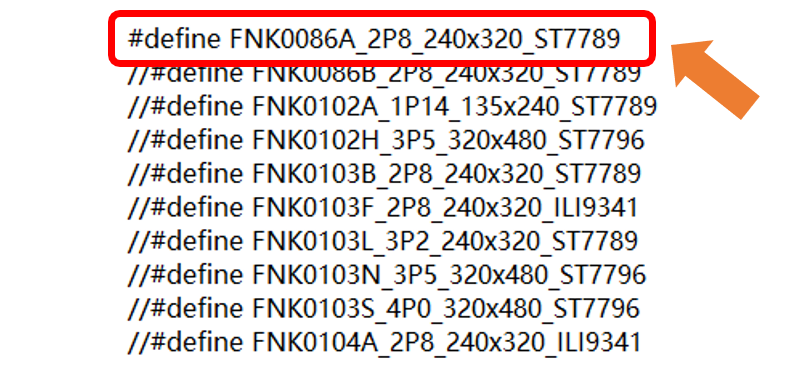 #define FNK0086A_2P8_240x320_ST7789
//#define FNK0086B_2P8_240x320_ST7789
//#define FNK0102A_1P14_135x240_ST7789
//#define FNK0102H_3P5_320x480_ST7796
//#define FNK0103B_2P8_240x320_ST7789
//#define FNK0103F_2P8_240x320_ILI9341
//#define FNK0103L_3P2_240x320_ST7789
//#define FNK0103N_3P5_320x480_ST7796
//#define FNK0103S_4P0_320x480_ST7796
//#define FNK0104A_2P8_240x320_ILI9341